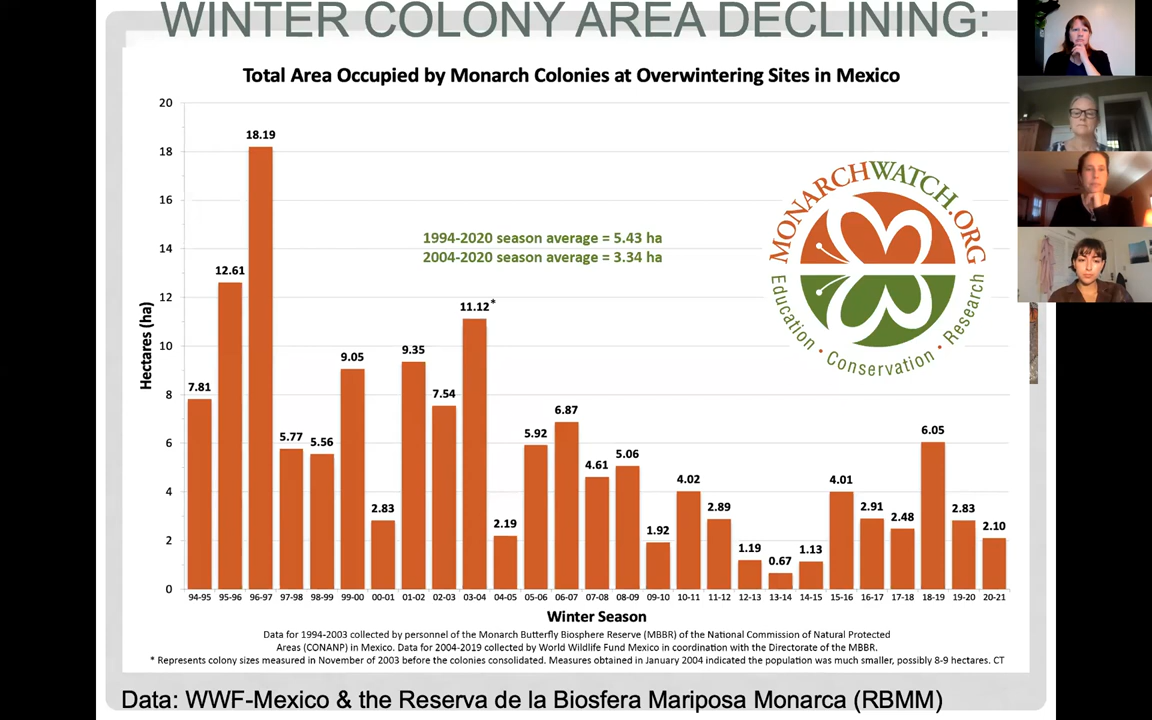 WINTER COLONY AREA DECLINING:
Total Area Occupied by Monarch Colonies at Overwintering Sites in Mexico
20
18
16
14
12
10
8
6
4
2
0
Hectares (ha)
7.81
12.61
18.19
5.77
5.56
9.05
2.83
9.35
7.54
11.12*
2.19
5.92
6.87
4.61
5.06
1.92
4.02
2.89
1.19
0.67
1.13
4.01
2.91
2.48
6.05
2.83
2.10
1994-2020 season average = 5.43 ha
2004-2020 season average = 3.34 ha
MONARCHWATCH.ORG
Education • Conservation • Research
94-95 95-96 96-97 97-98 98-99 99-00 00-01 01-02 02-03 03-04 04-05 05-06 06-07 07-08 08-09 09-10 10-11 11-12 12-13 13-14 14-15 15-16 16-17 17-18 18-19 19-20 20-21
Winter Season
Data for 1994-2003 collected by personnel of the Monarch Butterfly Biosphere Reserve (MBBR) of the National Commission of Natural Protected
Areas (CONANP) in Mexico. Data for 2004-2019 collected by World Wildlife Fund Mexico in coordination with the Directorate of the MBBR.
* Represents colony sizes measured in November of 2003 before the colonies consolidated. Measures obtained in January 2004 indicated the population was much smaller, possibly 8-9 hectares. CT
Data: WWF-Mexico & the Reserva de la Biosfera Mariposa Monarca (RBMM)